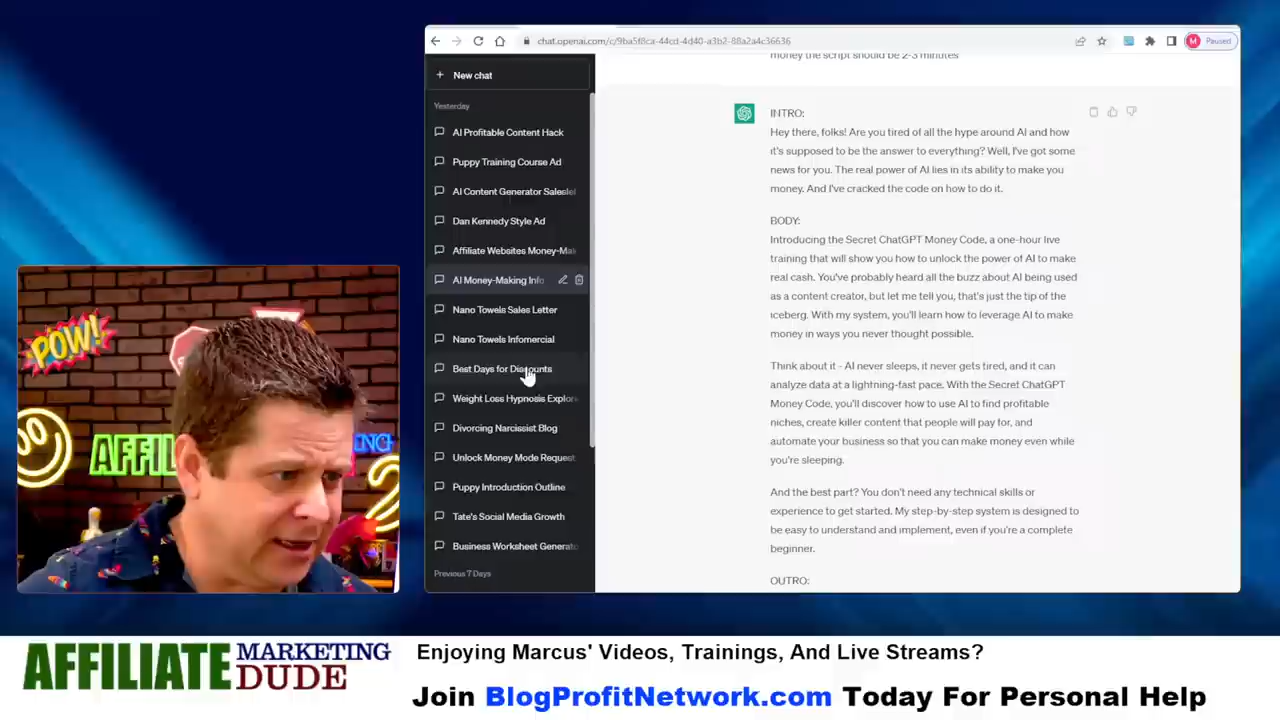 chat.openai.com/c/9ba5f8ca-44cd-4d40-a3b2-88a2a4c36636
Paused
New chat
Yesterday
AI Profitable Content Hack
Puppy Training Course Ad
AI Content Generator Saleslet
Dan Kennedy Style Ad
Affiliate Websites Money-Mak
AI Money-Making Info
Nano Towels Sales Letter
Nano Towels Infomercial
Best Days for Discounts
Weight Loss Hypnosis Explor
Divorcing Narcissist Blog
Unlock Money Mode Request
Puppy Introduction Outline
Tate's Social Media Growth
Business Worksheet Generato
Previous 7 Days
money the script should be 2-3 minutes
INTRO:
Hey there, folks! Are you tired of all the hype around AI and how
it's supposed to be the answer to everything? Well, I've got some
news for you. The real power of AI lies in its ability to make you
money. And I've cracked the code on how to do it.
BODY:
Introducing the Secret ChatGPT Money Code, a one-hour live
training that will show you how to unlock the power of AI to make
real cash. You've probably heard all the buzz about AI being used
as a content creator, but let me tell you, that's just the tip of the
iceberg. With my system, you'll learn how to leverage AI to make
money in ways you never thought possible.
Think about it - AI never sleeps, it never gets tired, and it can
analyze data at a lightning-fast pace. With the Secret ChatGPT
Money Code, you'll discover how to use AI to find profitable
niches, create killer content that people will pay for, and
automate your business so that you can make money even while
you're sleeping.
And the best part? You don't need any technical skills or
experience to get started. My step-by-step system is designed to
be easy to understand and implement, even if you're a complete
beginner.
OUTRO:
POW!
AFFIL
AFFILIATE MARKETING DUDE
Enjoying Marcus' Videos, Trainings, And Live Streams?
Join BlogProfitNetwork.com Today For Personal Help